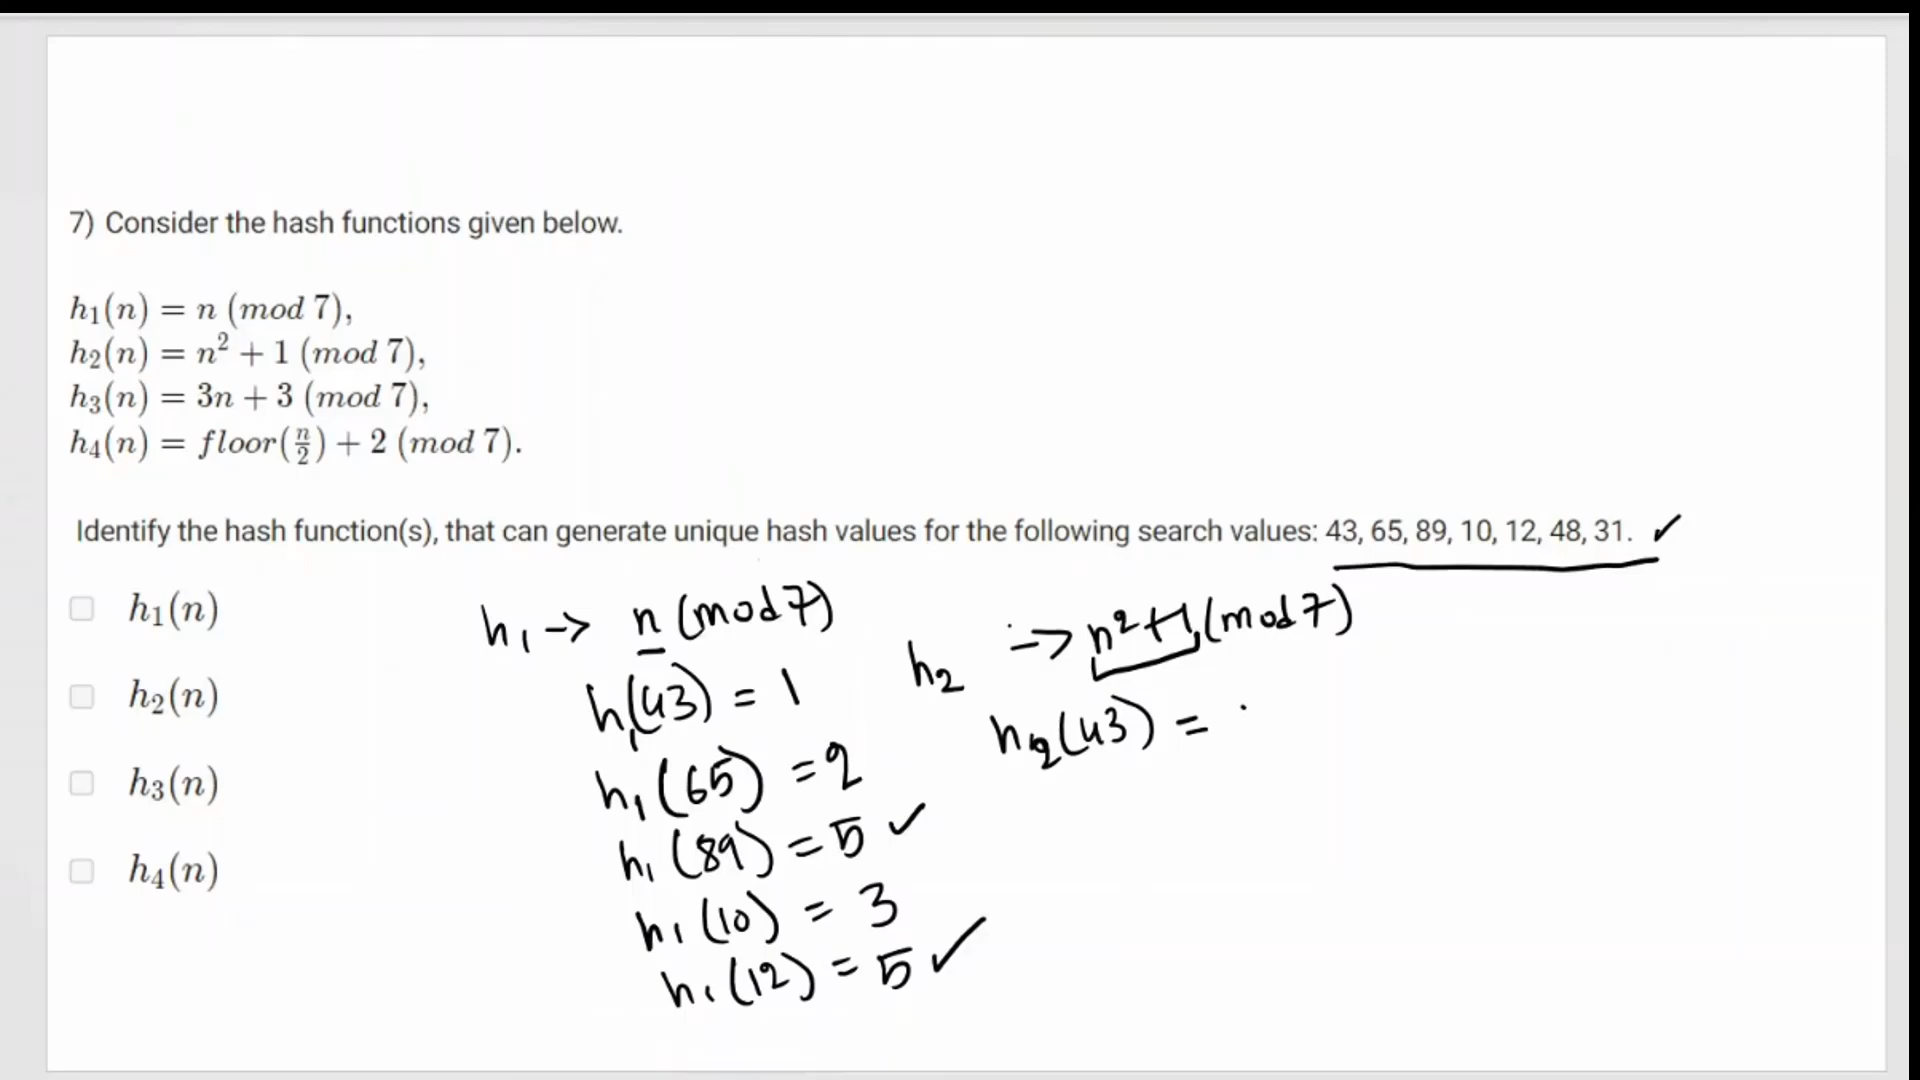 7) Consider the hash functions given below.
h₁(n) = n (mod 7),
h₂(n) = n² + 1 (mod 7),
h₃(n) = 3n + 3 (mod 7),
h₄(n) = floor(n/2) + 2 (mod 7).
Identify the hash function(s), that can generate unique hash values for the following search values: 43, 65, 89, 10, 12, 48, 31. ✓
h₁(n)
h₂(n)
h₃(n)
h₄(n)
h₁ → n (mod 7)
h₁(43) = 1
h₁(65) = 2
h₁(89) = 5 ✓
h₁(10) = 3
h₁(12) = 5 ✓
h₂ → n²+1 (mod 7)
h₂(43) =